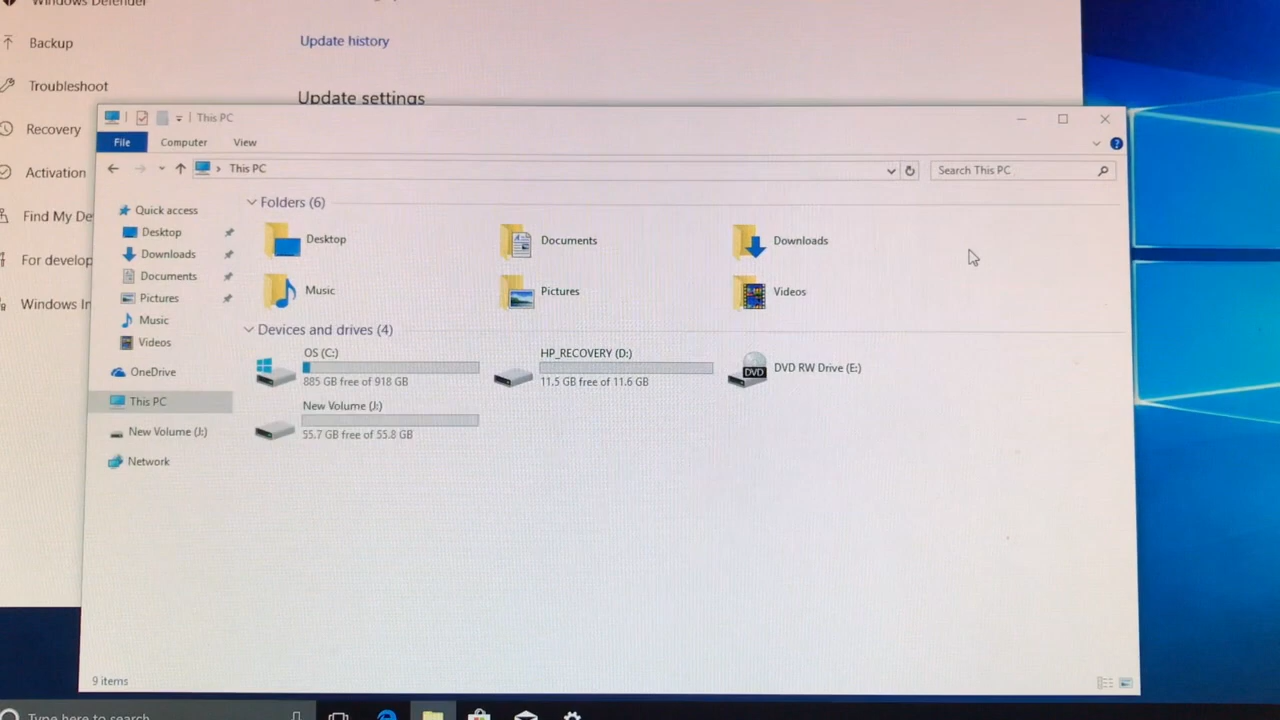 Windows Defender
Backup
Update history
Troubleshoot
Update settings
Recovery
Activation
Find My De
For develop
Windows In
This PC
File
Computer
View
This PC
Search This PC
Quick access
Desktop
Downloads
Documents
Pictures
Music
Videos
OneDrive
This PC
New Volume (J:)
Network
Folders (6)
Desktop
Documents
Downloads
Music
Pictures
Videos
Devices and drives (4)
OS (C:)
885 GB free of 918 GB
HP_RECOVERY (D:)
11.5 GB free of 11.6 GB
DVD
DVD RW Drive (E:)
New Volume (J:)
55.7 GB free of 55.8 GB
9 items
Type here to search